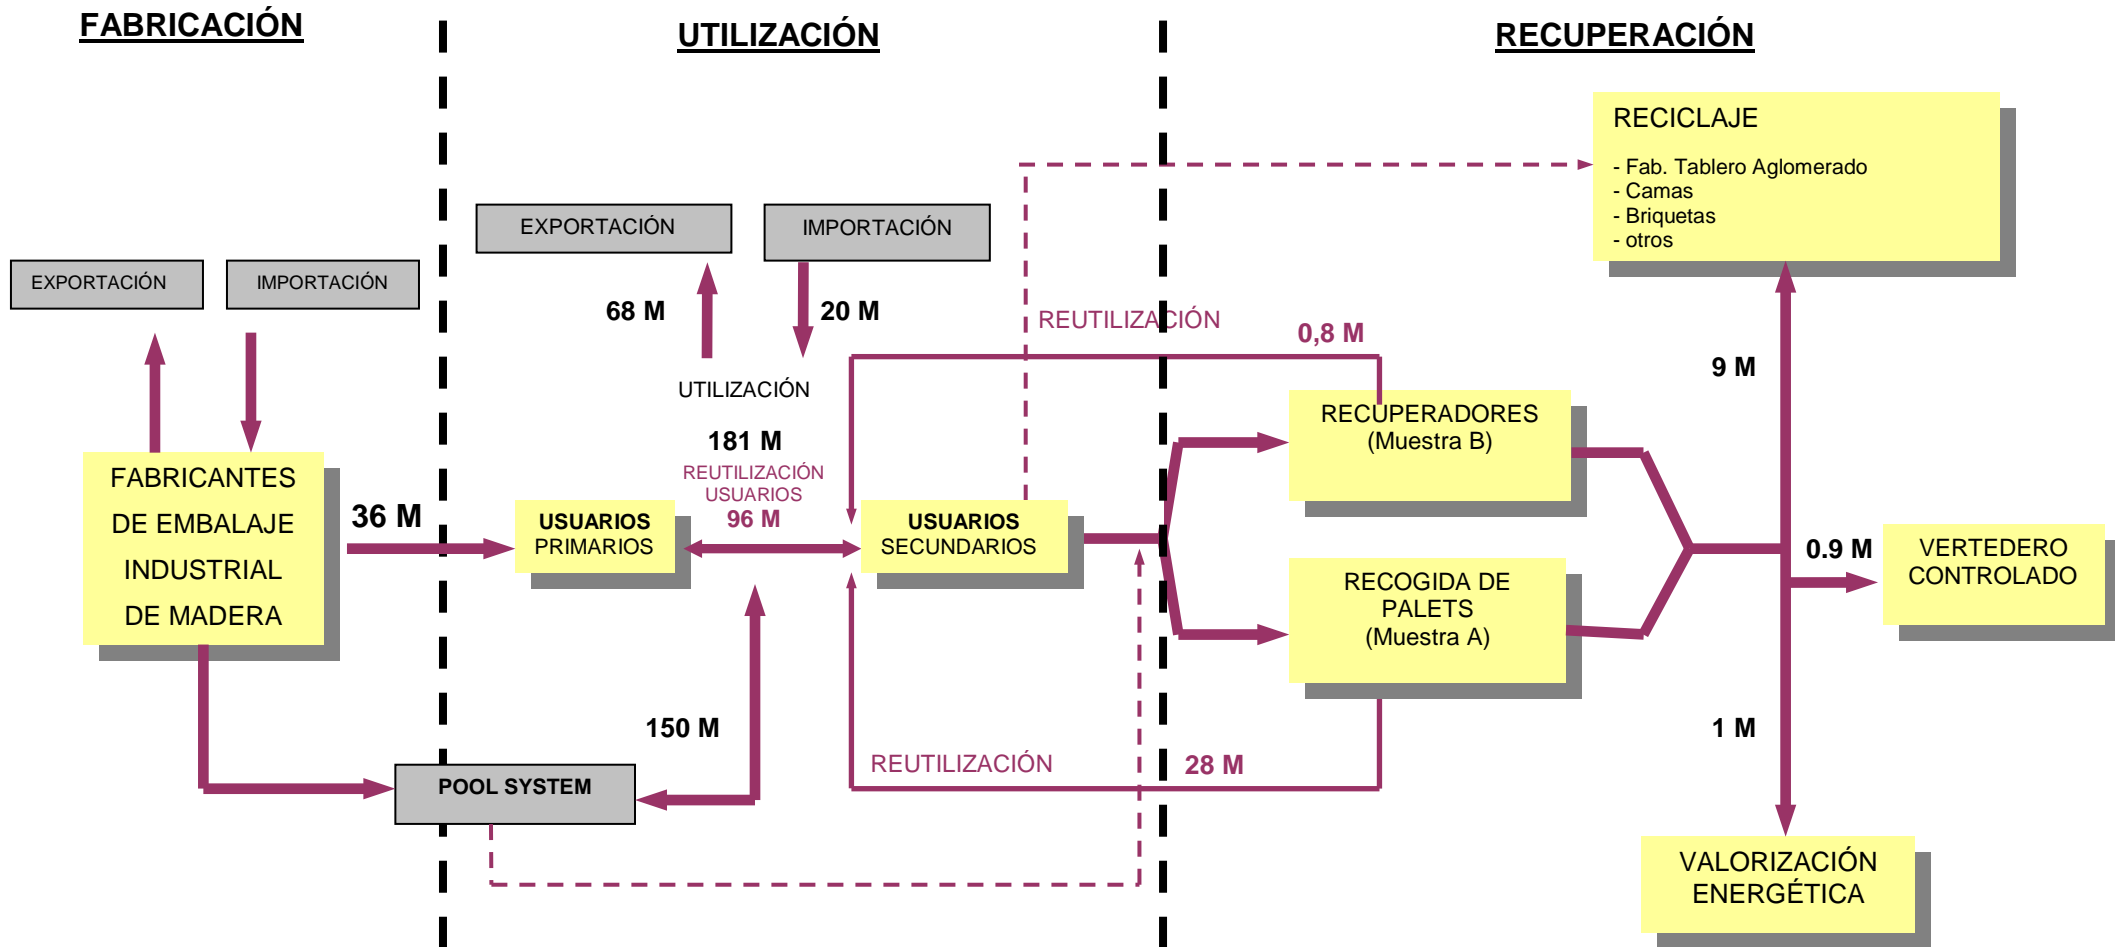 FABRICACIÓN
UTILIZACIÓN
RECUPERACIÓN
EXPORTACIÓN
IMPORTACIÓN
FABRICANTES
DE EMBALAJE
INDUSTRIAL
DE MADERA
36 M
EXPORTACIÓN
IMPORTACIÓN
68 M
20 M
UTILIZACIÓN
181 M
REUTILIZACIÓN
USUARIOS
96 M
USUARIOS
PRIMARIOS
USUARIOS
SECUNDARIOS
150 M
POOL SYSTEM
REUTILIZACIÓN
0,8 M
REUTILIZACIÓN
28 M
RECUPERADORES
(Muestra B)
RECOGIDA DE
PALETS
(Muestra A)
RECICLAJE
- Fab. Tablero Aglomerado
- Camas
- Briquetas
- otros
9 M
0.9 M
VERTEDERO
CONTROLADO
1 M
VALORIZACIÓN
ENERGÉTICA